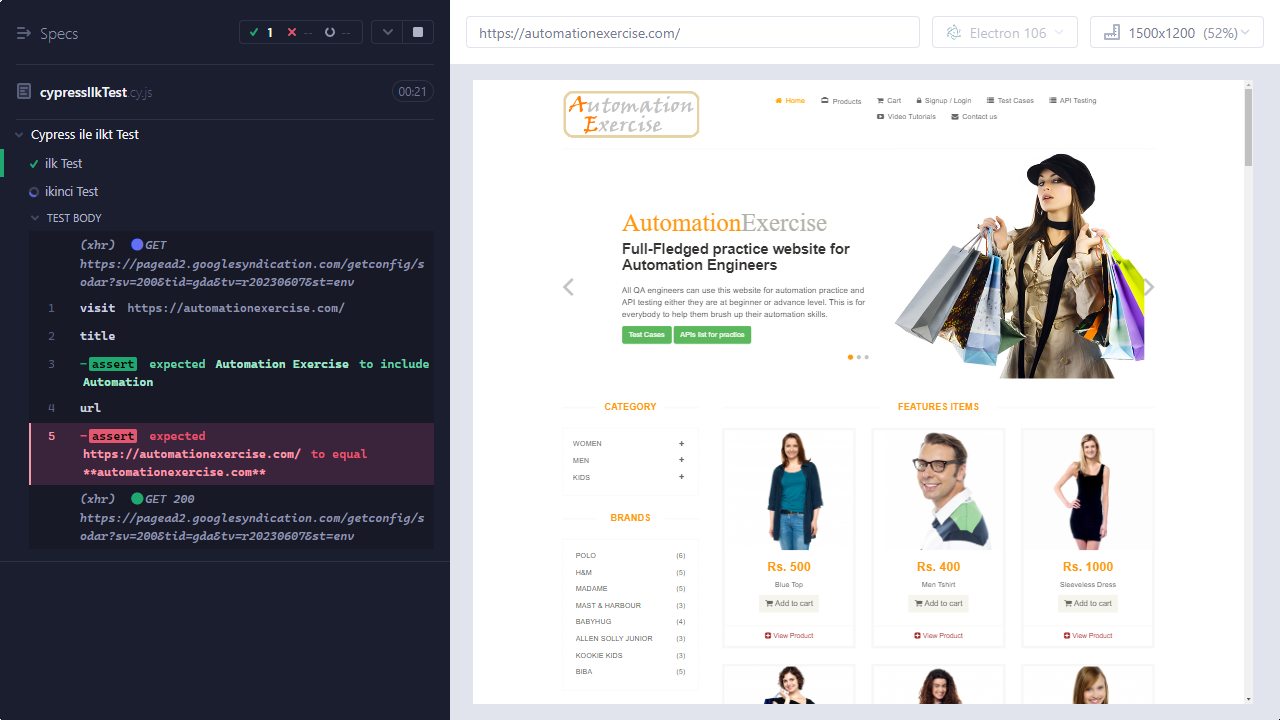 Specs
1 -- --
cypressIlkTest.cy.js 00:21
Cypress ile ilkt Test
ilk Test
ikinci Test
TEST BODY
(xhr) GET
https://pagead2.googlesyndication.com/getconfig/s
odar?sv=200&tid=gda&tv=r20230607&st=env
1 visit https://automationexercise.com/
2 title
3 -assert expected Automation Exercise to include
Automation
4 url
5 -assert expected
https://automationexercise.com/ to equal
**automationexercise.com**
(xhr) GET 200
https://pagead2.googlesyndication.com/getconfig/s
odar?sv=200&tid=gda&tv=r20230607&st=env
https://automationexercise.com/
Electron 106
1500x1200 (52%)
Automation
Exercise
Home Products Cart Signup / Login Test Cases API Testing
Video Tutorials Contact us
AutomationExercise
Full-Fledged practice website for
Automation Engineers
All QA engineers can use this website for automation practice and
API testing either they are at beginner or advance level. This is for
everybody to help them brush up their automation skills.
Test Cases APIs list for practice
CATEGORY
WOMEN +
MEN +
KIDS +
BRANDS
POLO (6)
H&M (5)
MADAME (5)
MAST & HARBOUR (3)
BABYHUG (4)
ALLEN SOLLY JUNIOR (3)
KOOKIE KIDS (3)
BIBA (5)
FEATURES ITEMS
Rs. 500
Blue Top
Add to cart
View Product
Rs. 400
Men Tshirt
Add to cart
View Product
Rs. 1000
Sleeveless Dress
Add to cart
View Product